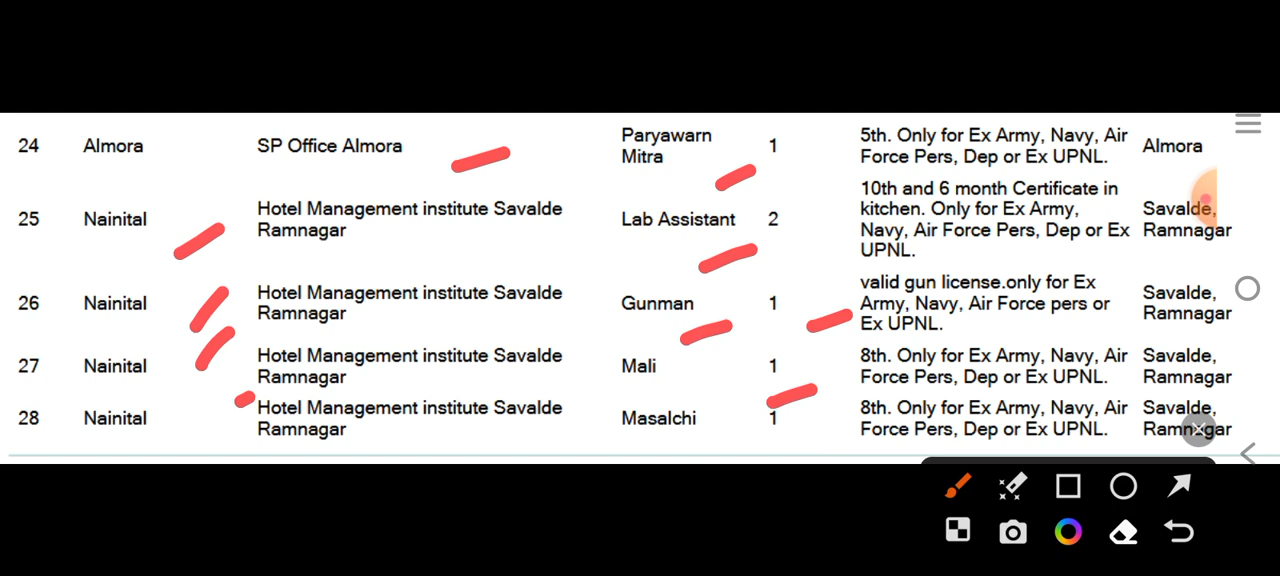 24 Almora SP Office Almora Paryawarn Mitra 1 5th. Only for Ex Army, Navy, Air Force Pers, Dep or Ex UPNL. Almora
25 Nainital Hotel Management institute Savalde Ramnagar Lab Assistant 2 10th and 6 month Certificate in kitchen. Only for Ex Army, Navy, Air Force Pers, Dep or Ex UPNL. Savalde, Ramnagar
26 Nainital Hotel Management institute Savalde Ramnagar Gunman 1 valid gun license.only for Ex Army, Navy, Air Force pers or Ex UPNL. Savalde, Ramnagar
27 Nainital Hotel Management institute Savalde Ramnagar Mali 1 8th. Only for Ex Army, Navy, Air Force Pers, Dep or Ex UPNL. Savalde, Ramnagar
28 Nainital Hotel Management institute Savalde Ramnagar Masalchi 1 8th. Only for Ex Army, Navy, Air Force Pers, Dep or Ex UPNL. Savalde, Ramnagar